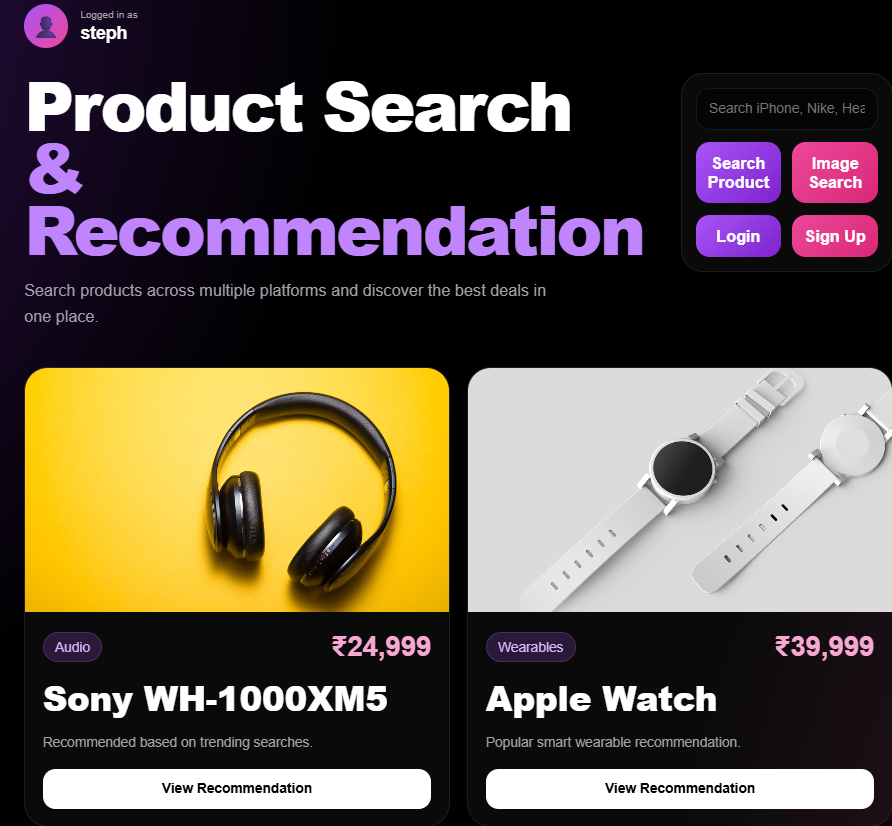 Logged in as
steph
Product Search
&
Recommendation
Search products across multiple platforms and discover the best deals in
one place.
Search iPhone, Nike, Hea
Search
Product
Image
Search
Login
Sign Up
Audio
₹24,999
Sony WH-1000XM5
Recommended based on trending searches.
View Recommendation
Wearables
₹39,999
Apple Watch
Popular smart wearable recommendation.
View Recommendation